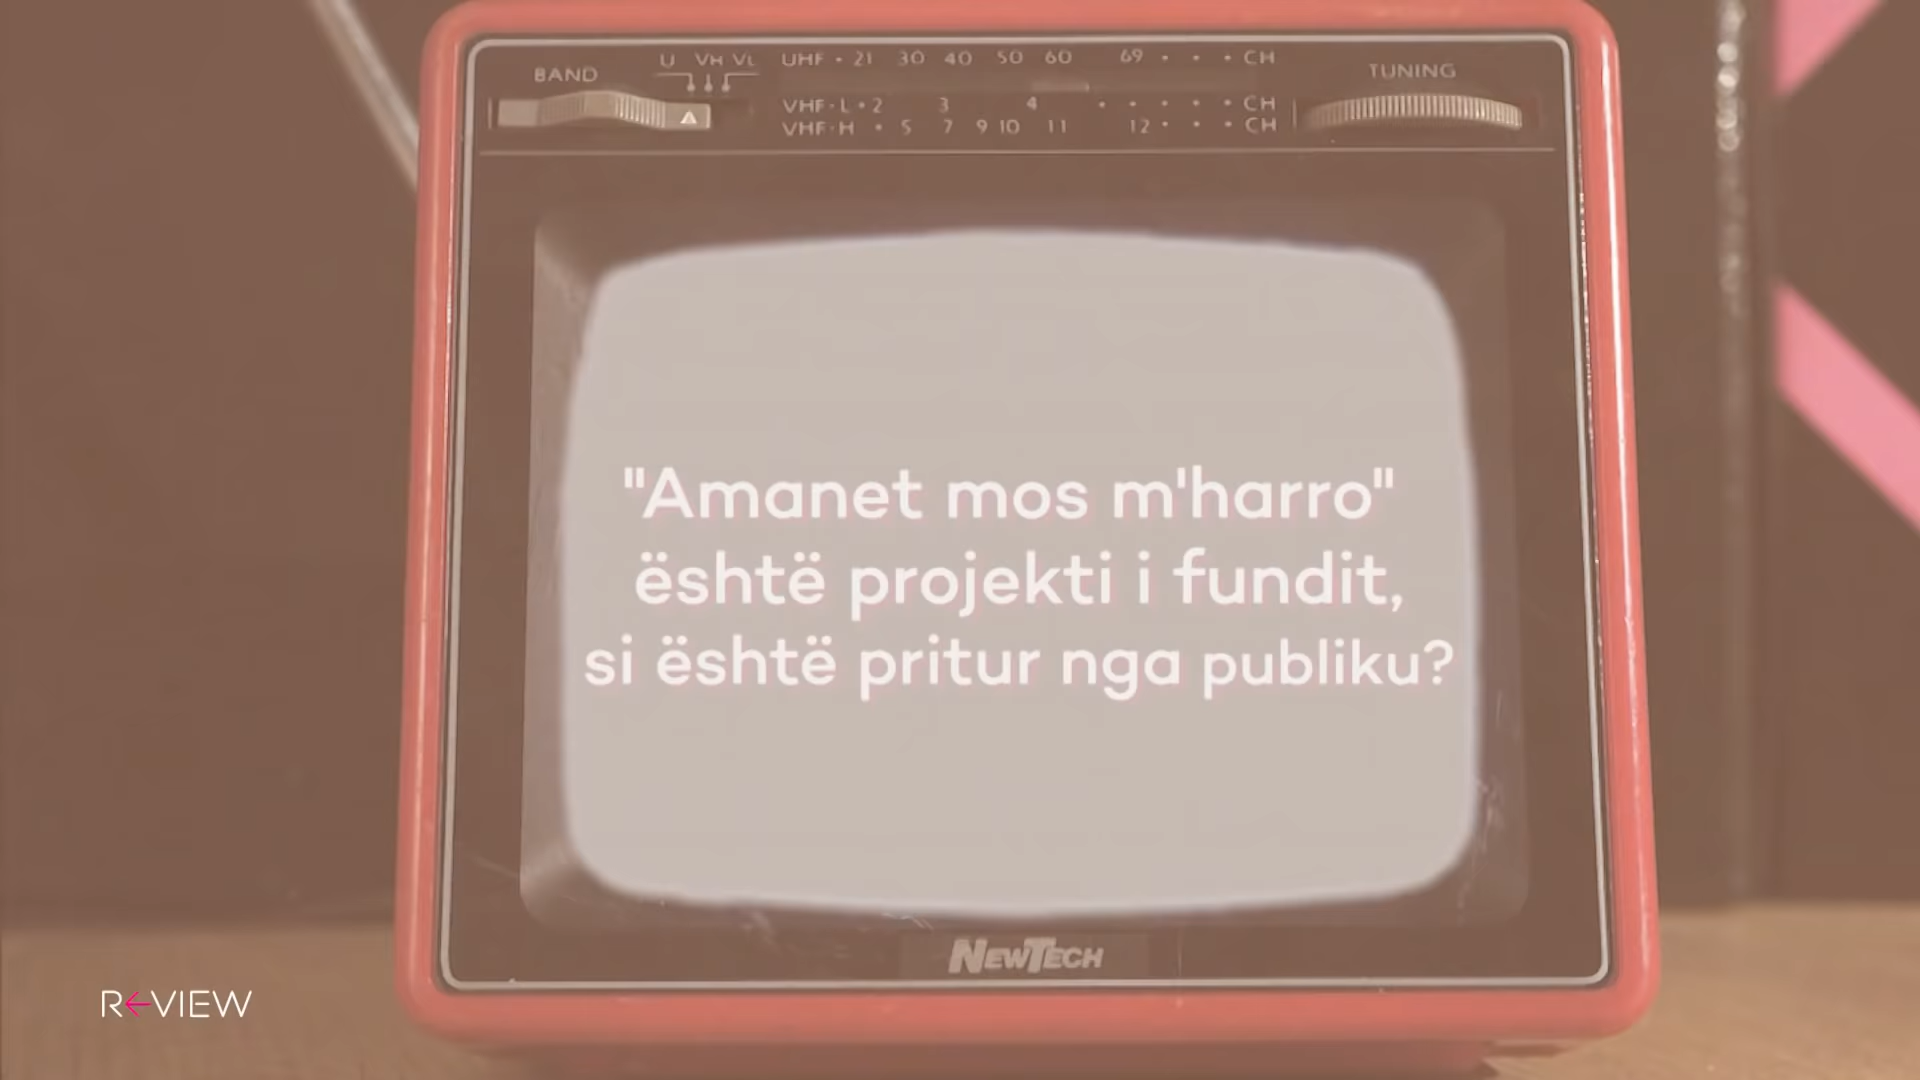 BAND
U VH VL
UHF • 21 30 40 50 60 69 • • • CH
VHF-L • 2 3 4 • • • • • CH
VHF-H • 5 7 9 10 11 12 • • • CH
TUNING
"Amanet mos m'harro"
është projekti i fundit,
si është pritur nga publiku?
NEWTECH
REVIEW